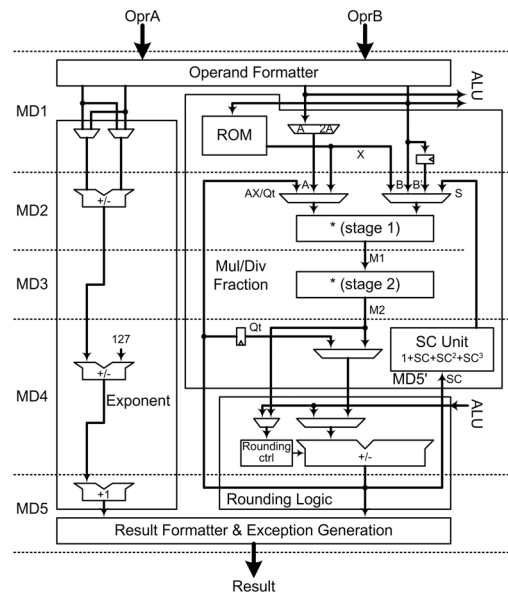 OprA
OprB
Operand Formatter
ALU
MD1
ROM
A 2A
X
MD2
AX/Qt
A
B B'
S
+/-
* (stage 1)
M1
MD3
Mul/Div
Fraction
* (stage 2)
M2
Qt
127
SC Unit
1+SC+SC²+SC³
MD5'
SC
+/-
MD4
Exponent
ALU
Rounding
ctrl
+/-
+1
Rounding Logic
MD5
Result Formatter & Exception Generation
Result